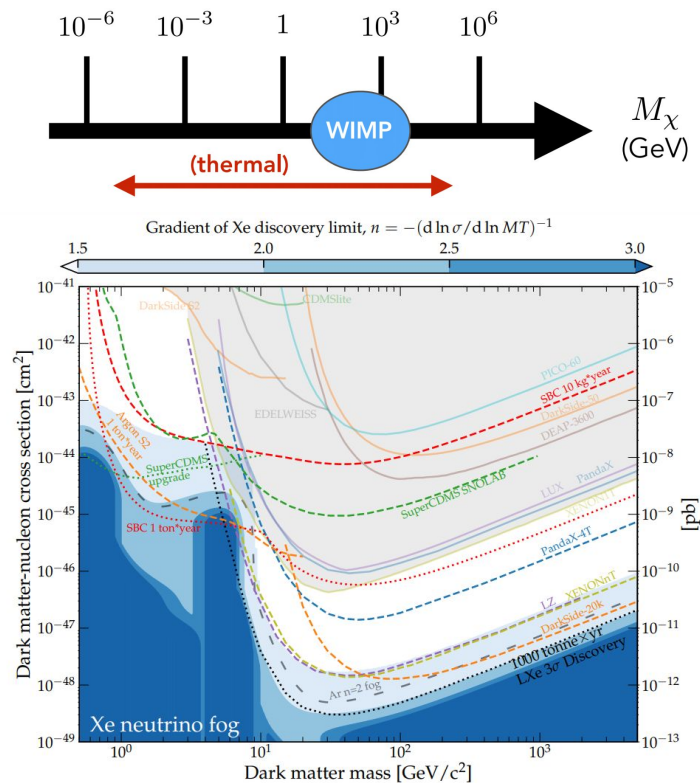 10⁻⁶ 10⁻³ 1 10³ 10⁶
WIMP
Mχ
(GeV)
(thermal)
Gradient of Xe discovery limit, n = −(d ln σ/d ln MT)⁻¹
1.5 2.0 2.5 3.0
10⁻⁴¹
10⁻⁴²
10⁻⁴³
10⁻⁴⁴
10⁻⁴⁵
10⁻⁴⁶
10⁻⁴⁷
10⁻⁴⁸
10⁻⁴⁹
Dark matter-nucleon cross section [cm²]
10⁻⁵
10⁻⁶
10⁻⁷
10⁻⁸
10⁻⁹
10⁻¹⁰
10⁻¹¹
10⁻¹²
10⁻¹³
[pb]
DarkSide S2
CDMSlite
PICO-60
SBC 10 kg*year
DarkSide-50
DEAP-3600
EDELWEISS
Argon S2
1 ton*year
SuperCDMS
upgrade
SuperCDMS SNOLAB
LUX
PandaX
XENON1T
SBC 1 ton*year
PandaX-4T
LZ
XENONnT
DarkSide-20k
1000 tonne×yr
LXe 3σ Discovery
Ar n=2 fog
Xe neutrino fog
10⁰ 10¹ 10² 10³
Dark matter mass [GeV/c²]